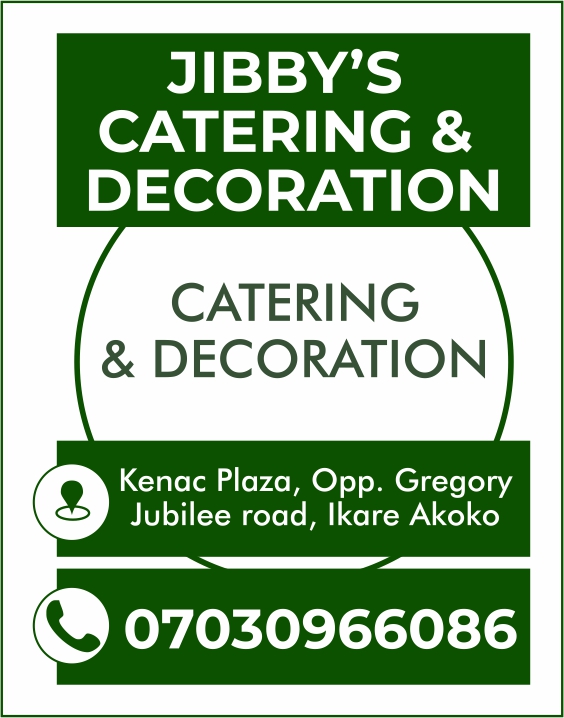 JIBBY’S
CATERING &
DECORATION
CATERING
& DECORATION
Kenac Plaza, Opp. Gregory
Jubilee road, Ikare Akoko
07030966086